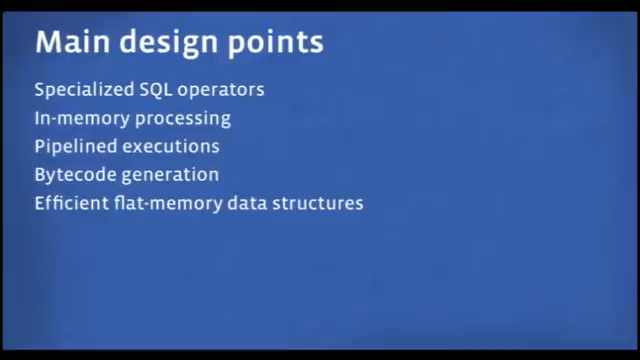 Main design points
Specialized SQL operators
In-memory processing
Pipelined executions
Bytecode generation
Efficient flat-memory data structures